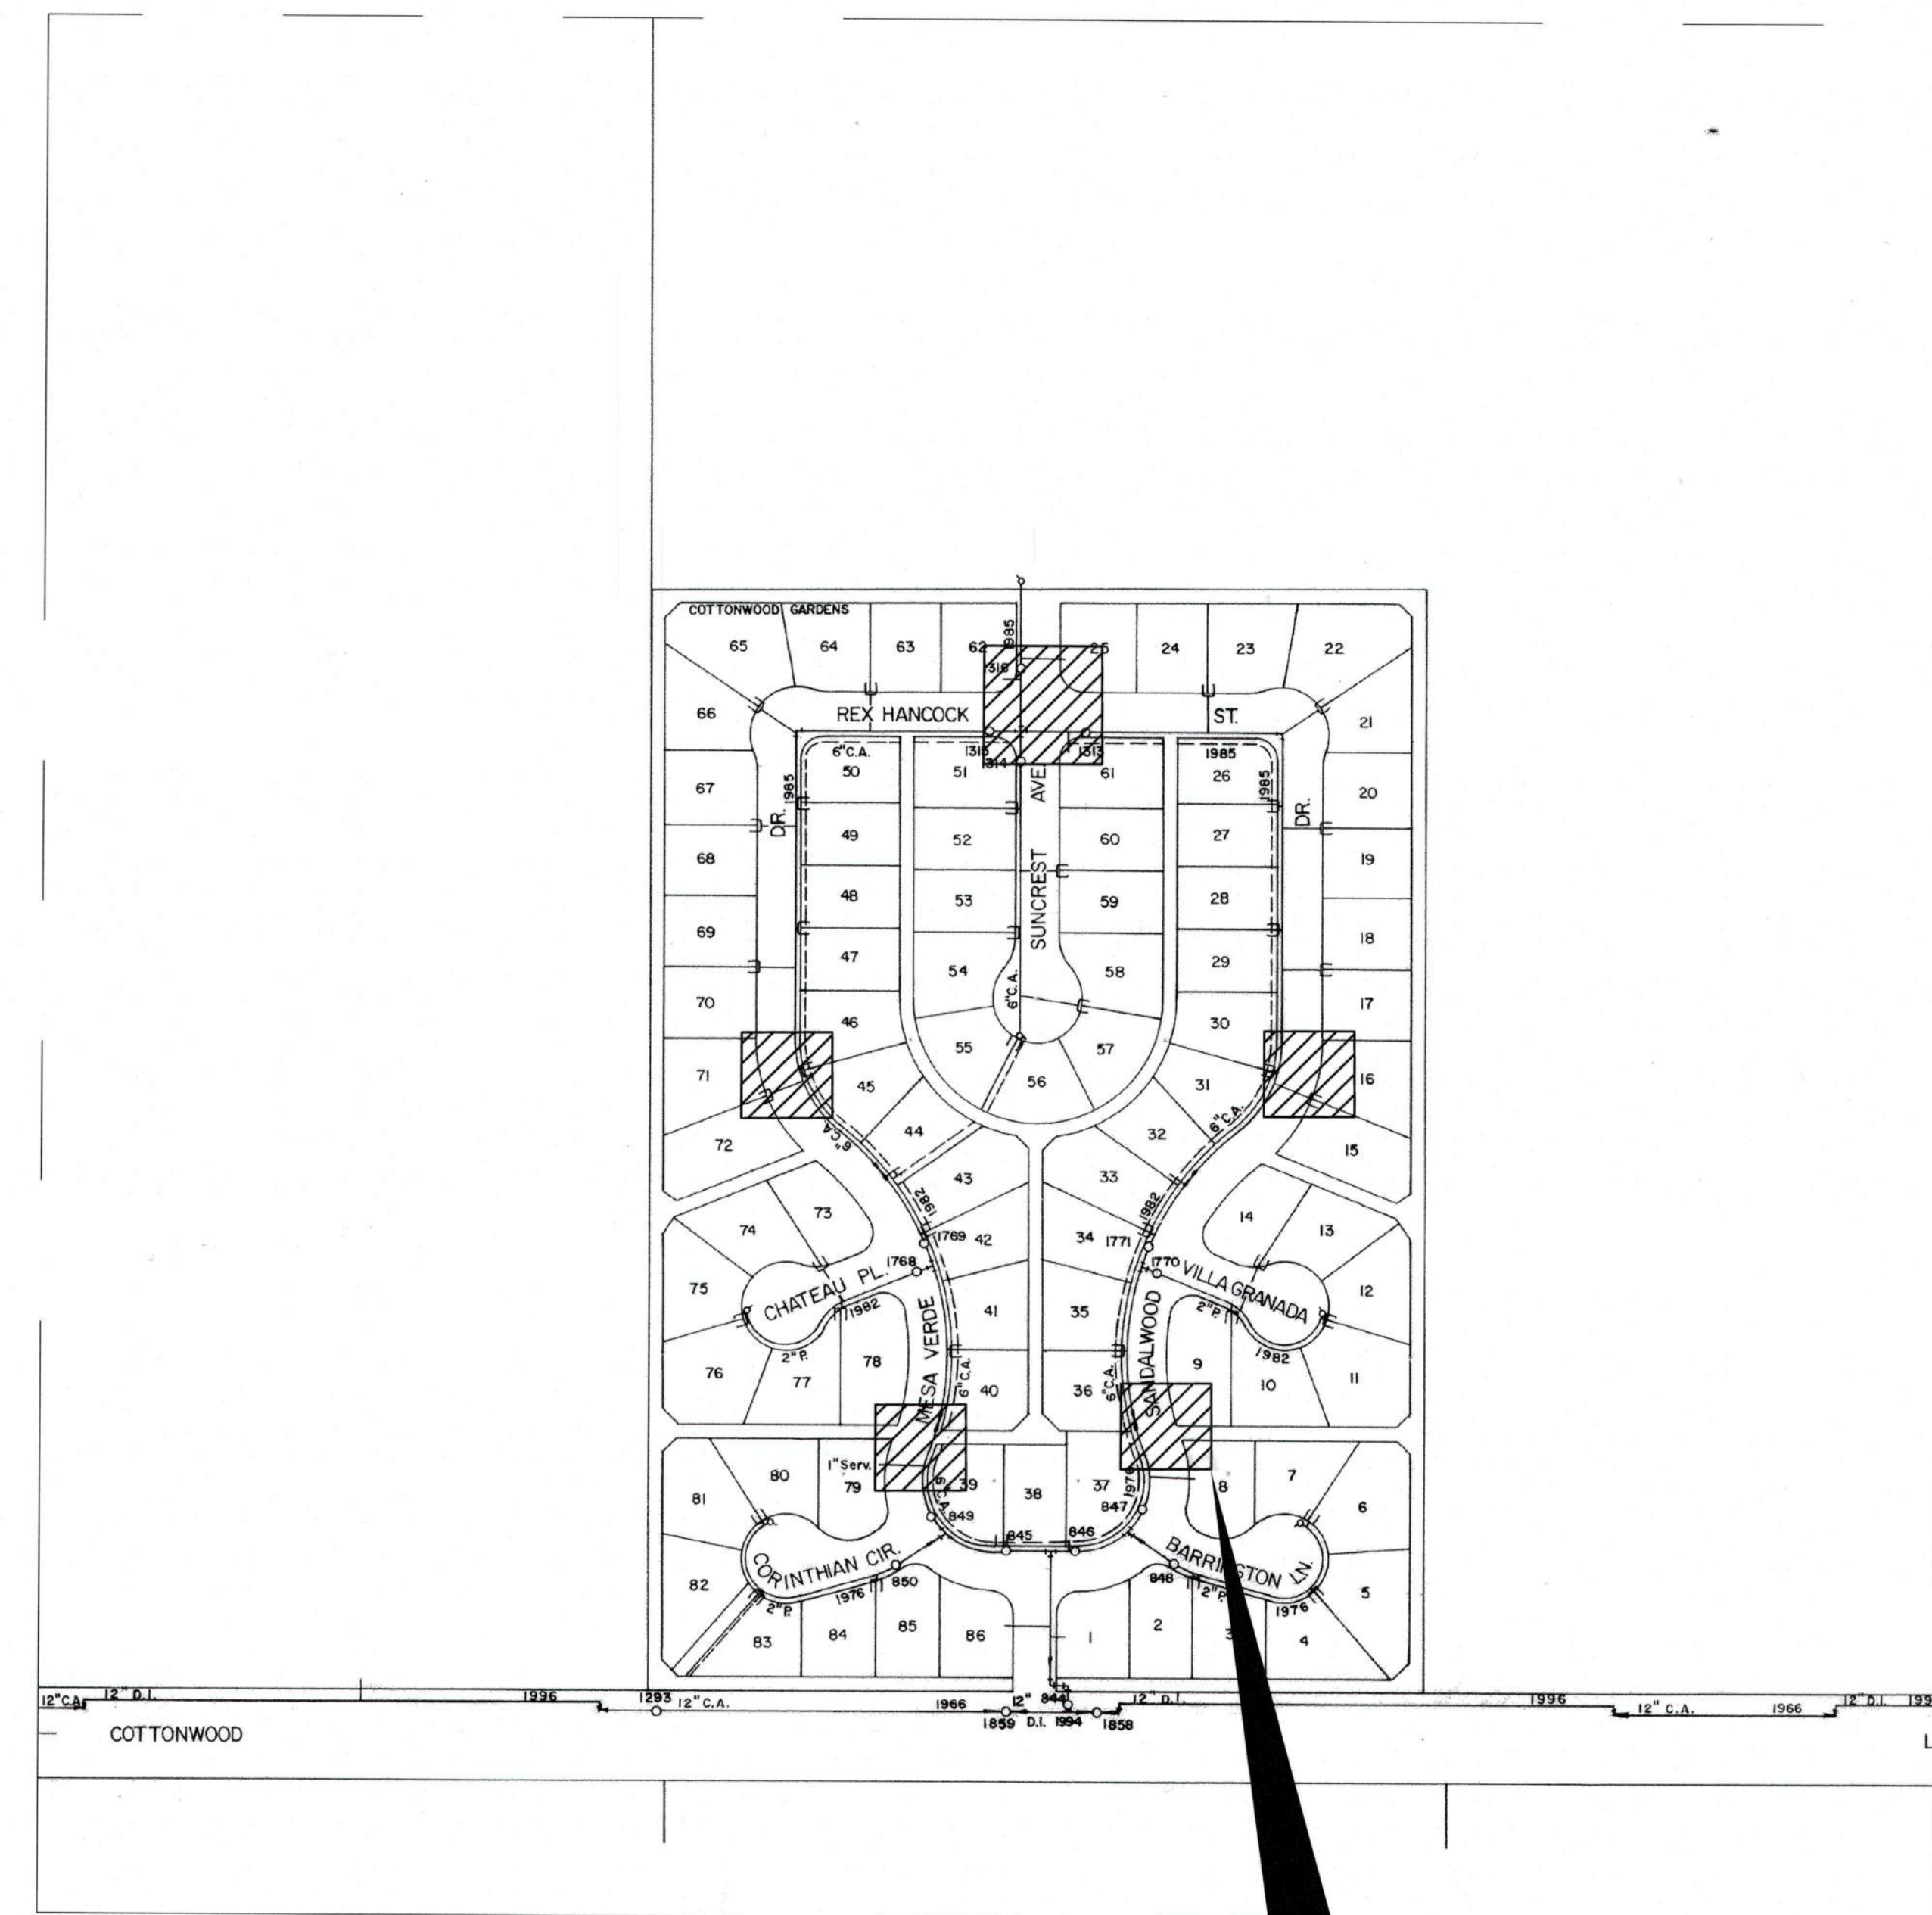 COTTONWOOD GARDENS
65 64 63 62 1985 25 24 23 22
316
66 REX HANCOCK ST. 21
6"C.A. 1315 1314 1313 1985
50 51 61 26
67 DR. 1985 AVE. 1985 DR. 20
49 52 60 27
68 SUNCREST 19
48 53 59 28
69 18
47 54 58 29
70 6"C.A. 17
46 55 57 30
71 45 56 31 16
6"C.A. 6"C.A.
72 44 32 15
43 33
1982 1982
74 73 14 13
1769 42 34 1771
1768 1770
75 CHATEAU PL. VILLA GRANADA 12
1982 2"P.
MESA VERDE 41 35 SANDALWOOD
2"P. 1982
76 77 78 6"C.A. 40 36 6"C.A. 9 10 11
1" Serv.
81 80 79 39 38 37 8 7 6
6"C.A. 1976
849 845 846 847
CORINTHIAN CIR. BARRINGTON LN.
82 850 848 5
2"P. 1976 2"P. 1976
83 84 85 86 1 2 3 4
12"C.A. 12" D.I. 1996 1293 12" C.A. 1966 12" 844 12" D.I. 1996 12" C.A. 1966 12" D.I. 199
1859 D.I. 1994 1858
COTTONWOOD L